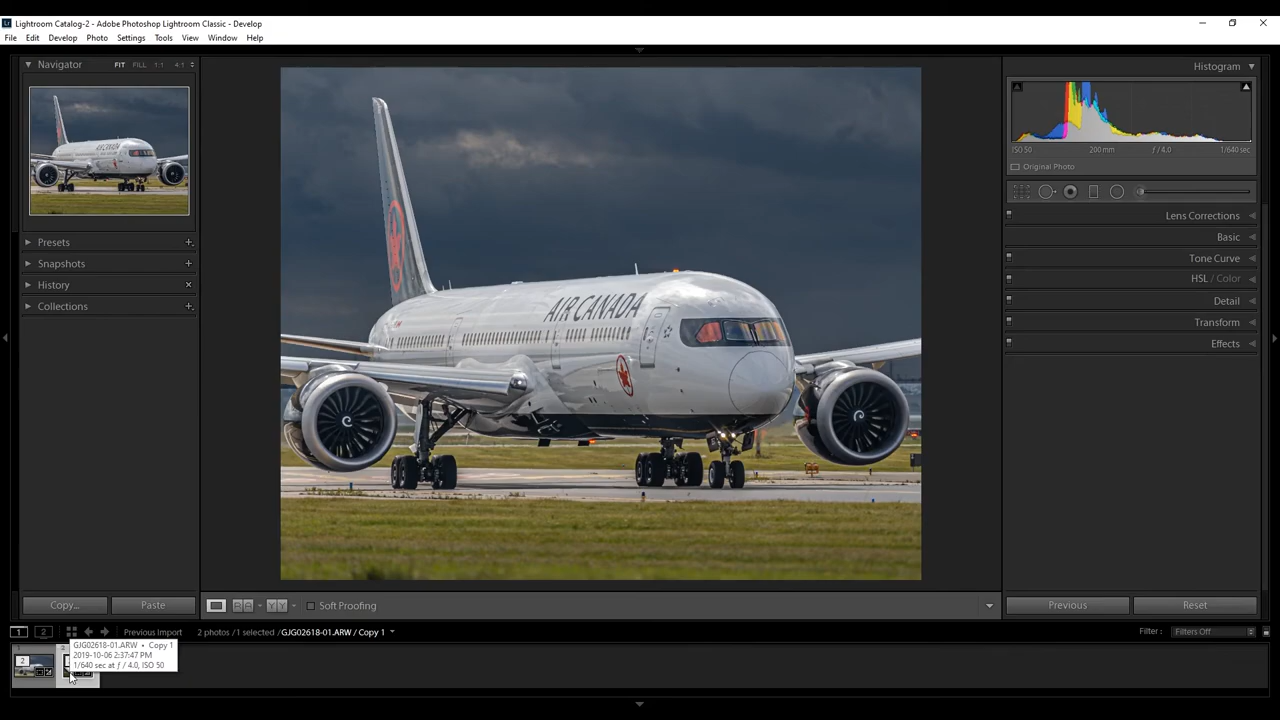 Lightroom Catalog-2 - Adobe Photoshop Lightroom Classic - Develop
File Edit Develop Photo Settings Tools View Window Help
Navigator FIT FILL 1:1 4:1
Histogram
ISO 50 200 mm ƒ / 4.0 1/640 sec
Original Photo
Lens Corrections
Basic
Tone Curve
HSL / Color
Detail
Transform
Effects
Presets
Snapshots
History
Collections
AIR CANADA
Copy... Paste
Soft Proofing
Previous Reset
1 2 Previous Import 2 photos / 1 selected / GJG02618-01.ARW / Copy 1
Filter : Filters Off
GJG02618-01.ARW • Copy 1
2019-10-06 2:37:47 PM
1/640 sec at ƒ / 4.0, ISO 50
1
2
2